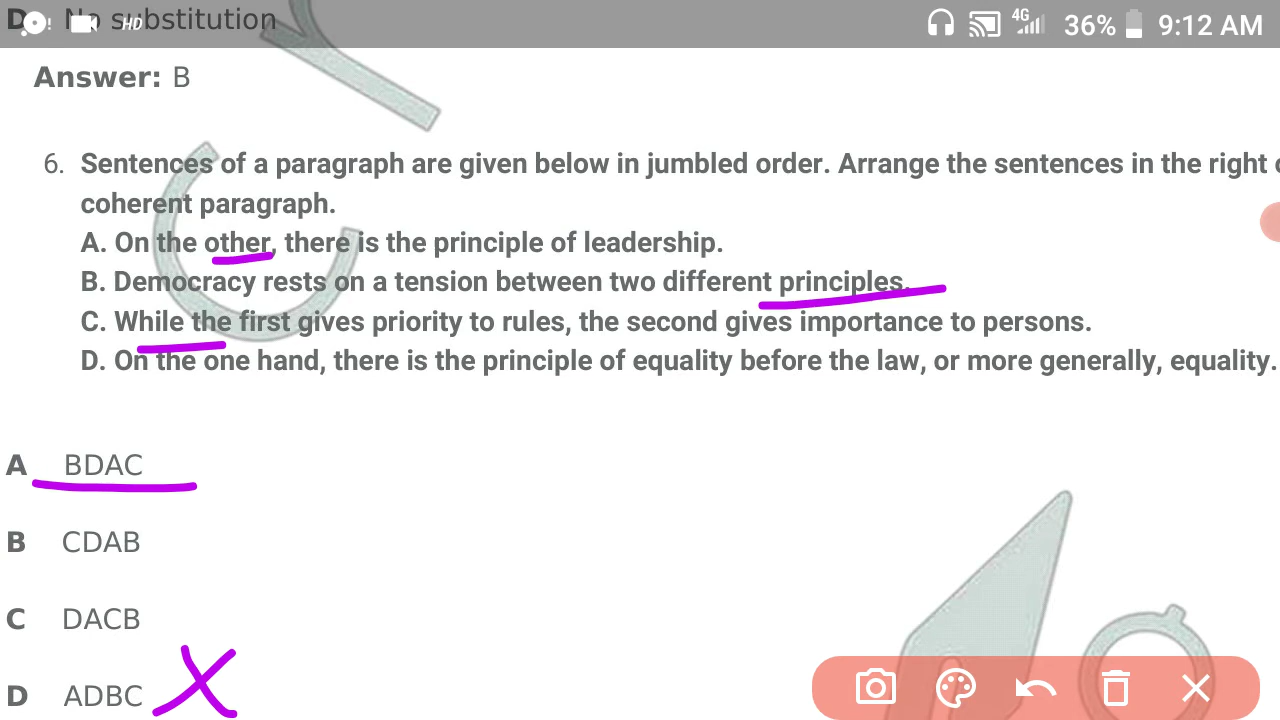 D No substitution
HD
4G 36% 9:12 AM
Answer: B
6. Sentences of a paragraph are given below in jumbled order. Arrange the sentences in the right
coherent paragraph.
A. On the other, there is the principle of leadership.
B. Democracy rests on a tension between two different principles.
C. While the first gives priority to rules, the second gives importance to persons.
D. On the one hand, there is the principle of equality before the law, or more generally, equality.
A BDAC
B CDAB
C DACB
D ADBC